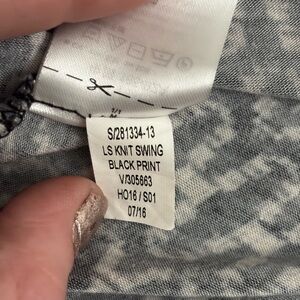 S/281334-13
LS KNIT SWING
BLACK PRINT
V/305663
HO16 / S01
07/16